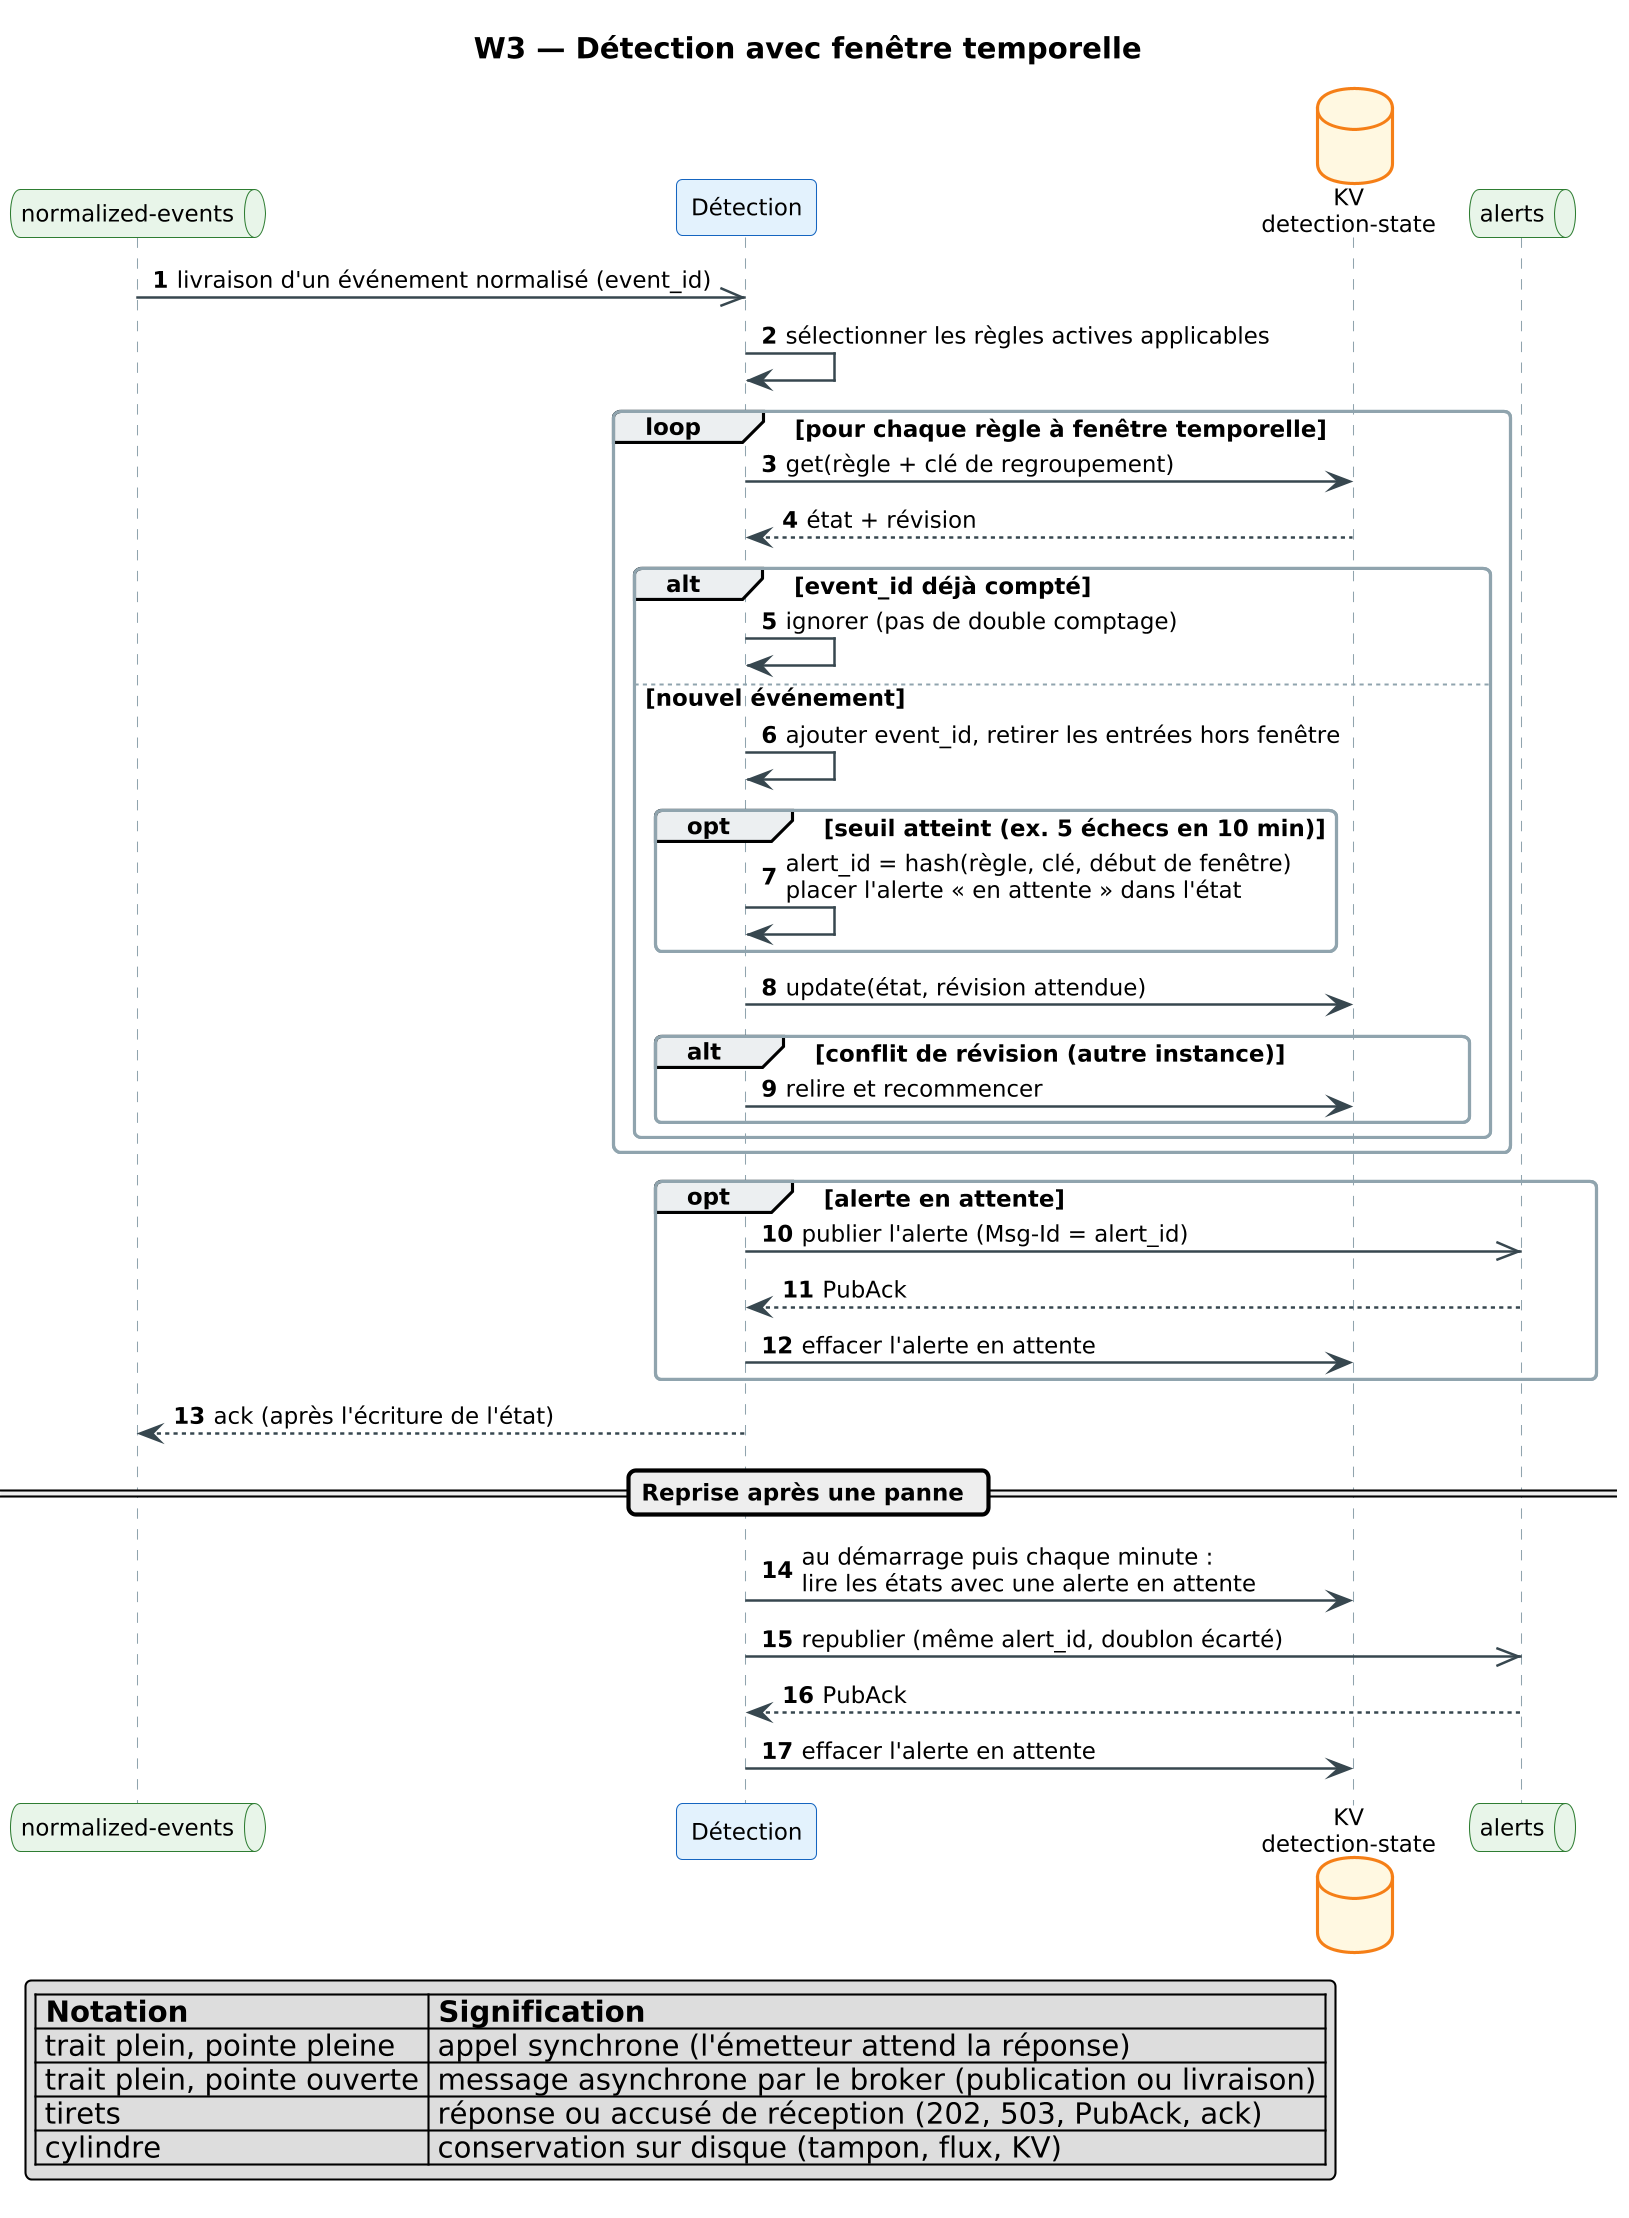 W3 — Détection avec fenêtre temporelle
normalized-events
Détection
KV
detection-state
alerts
1 livraison d'un événement normalisé (event_id)
2 sélectionner les règles actives applicables
loop [pour chaque règle à fenêtre temporelle]
3 get(règle + clé de regroupement)
4 état + révision
alt [event_id déjà compté]
5 ignorer (pas de double comptage)
[nouvel événement]
6 ajouter event_id, retirer les entrées hors fenêtre
opt [seuil atteint (ex. 5 échecs en 10 min)]
7 alert_id = hash(règle, clé, début de fenêtre)
placer l'alerte « en attente » dans l'état
8 update(état, révision attendue)
alt [conflit de révision (autre instance)]
9 relire et recommencer
opt [alerte en attente]
10 publier l'alerte (Msg-Id = alert_id)
11 PubAck
12 effacer l'alerte en attente
13 ack (après l'écriture de l'état)
Reprise après une panne
14 au démarrage puis chaque minute :
lire les états avec une alerte en attente
15 republier (même alert_id, doublon écarté)
16 PubAck
17 effacer l'alerte en attente
normalized-events
Détection
KV
detection-state
alerts
Notation Signification
trait plein, pointe pleine appel synchrone (l'émetteur attend la réponse)
trait plein, pointe ouverte message asynchrone par le broker (publication ou livraison)
tirets réponse ou accusé de réception (202, 503, PubAck, ack)
cylindre conservation sur disque (tampon, flux, KV)